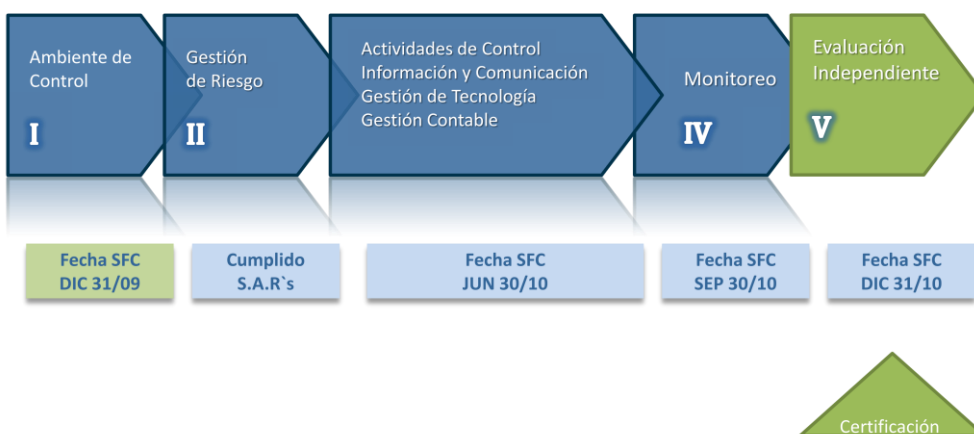 Ambiente de
Control
I
Gestión
de Riesgo
II
Actividades de Control
Información y Comunicación
Gestión de Tecnología
Gestión Contable
Monitoreo
IV
Evaluación
Independiente
V
Fecha SFC
DIC 31/09
Cumplido
S.A.R`s
Fecha SFC
JUN 30/10
Fecha SFC
SEP 30/10
Fecha SFC
DIC 31/10
Certificación